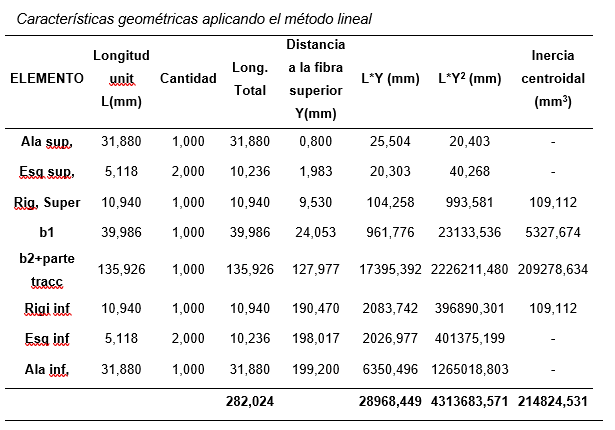 Características geométricas aplicando el método lineal
ELEMENTO Longitud unit L(mm) Cantidad Long. Total Distancia a la fibra superior Y(mm) L*Y (mm) L*Y² (mm) Inercia centroidal (mm³)
Ala sup, 31,880 1,000 31,880 0,800 25,504 20,403 -
Esq sup, 5,118 2,000 10,236 1,983 20,303 40,268 -
Rig, Super 10,940 1,000 10,940 9,530 104,258 993,581 109,112
b1 39,986 1,000 39,986 24,053 961,776 23133,536 5327,674
b2+parte tracc 135,926 1,000 135,926 127,977 17395,392 2226211,480 209278,634
Rigi inf 10,940 1,000 10,940 190,470 2083,742 396890,301 109,112
Esq inf 5,118 2,000 10,236 198,017 2026,977 401375,199 -
Ala inf, 31,880 1,000 31,880 199,200 6350,496 1265018,803 -
282,024 28968,449 4313683,571 214824,531